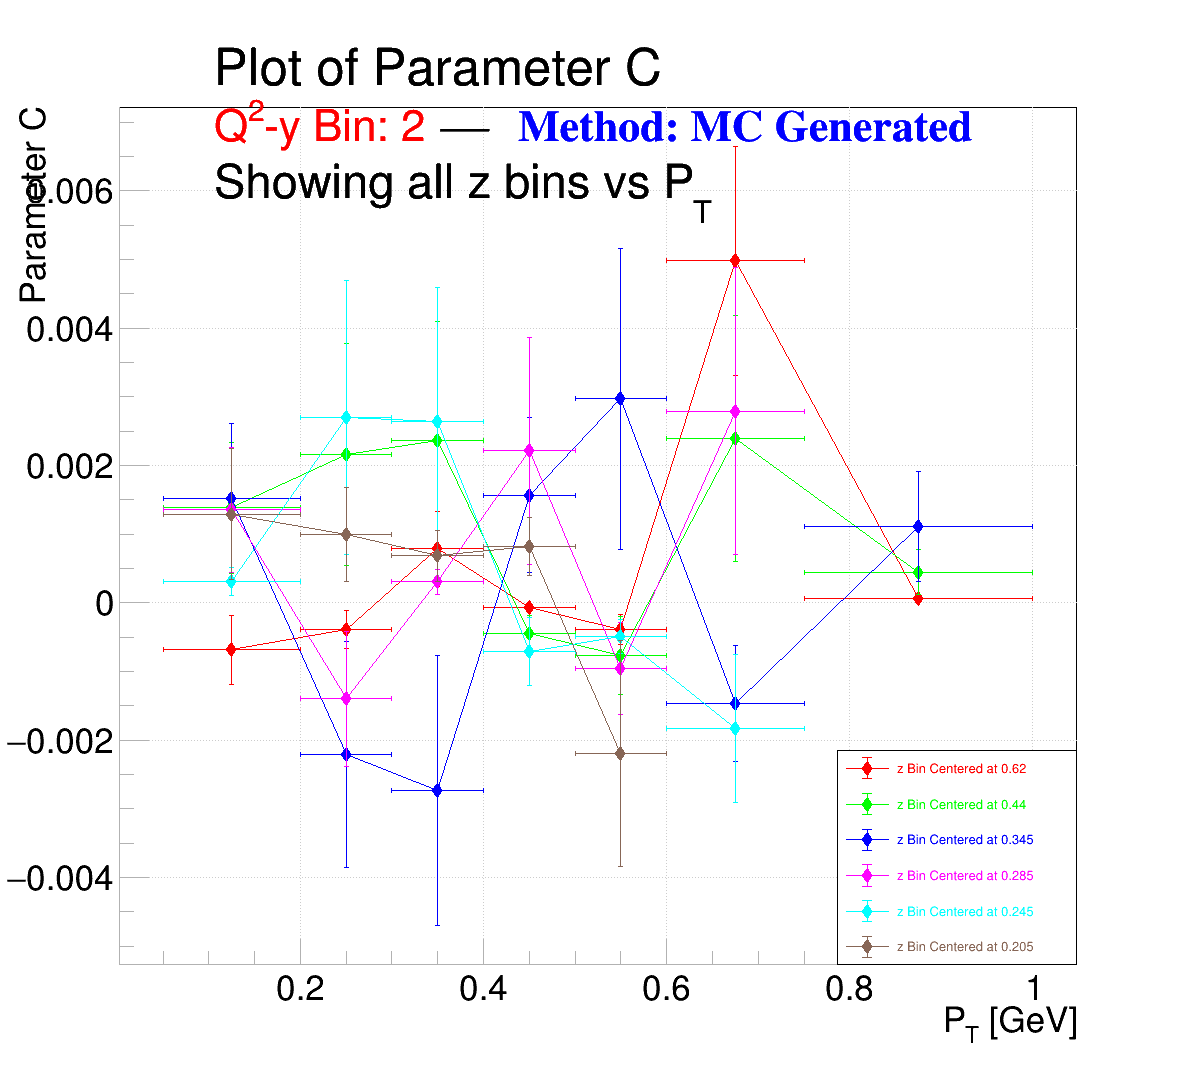 Plot of Parameter C
Q²-y Bin: 2 — Method: MC Generated
Showing all z bins vs P_T
Parameter C
0.006
0.004
0.002
0
−0.002
−0.004
0.2 0.4 0.6 0.8 1
P_T [GeV]
z Bin Centered at 0.62
z Bin Centered at 0.44
z Bin Centered at 0.345
z Bin Centered at 0.285
z Bin Centered at 0.245
z Bin Centered at 0.205